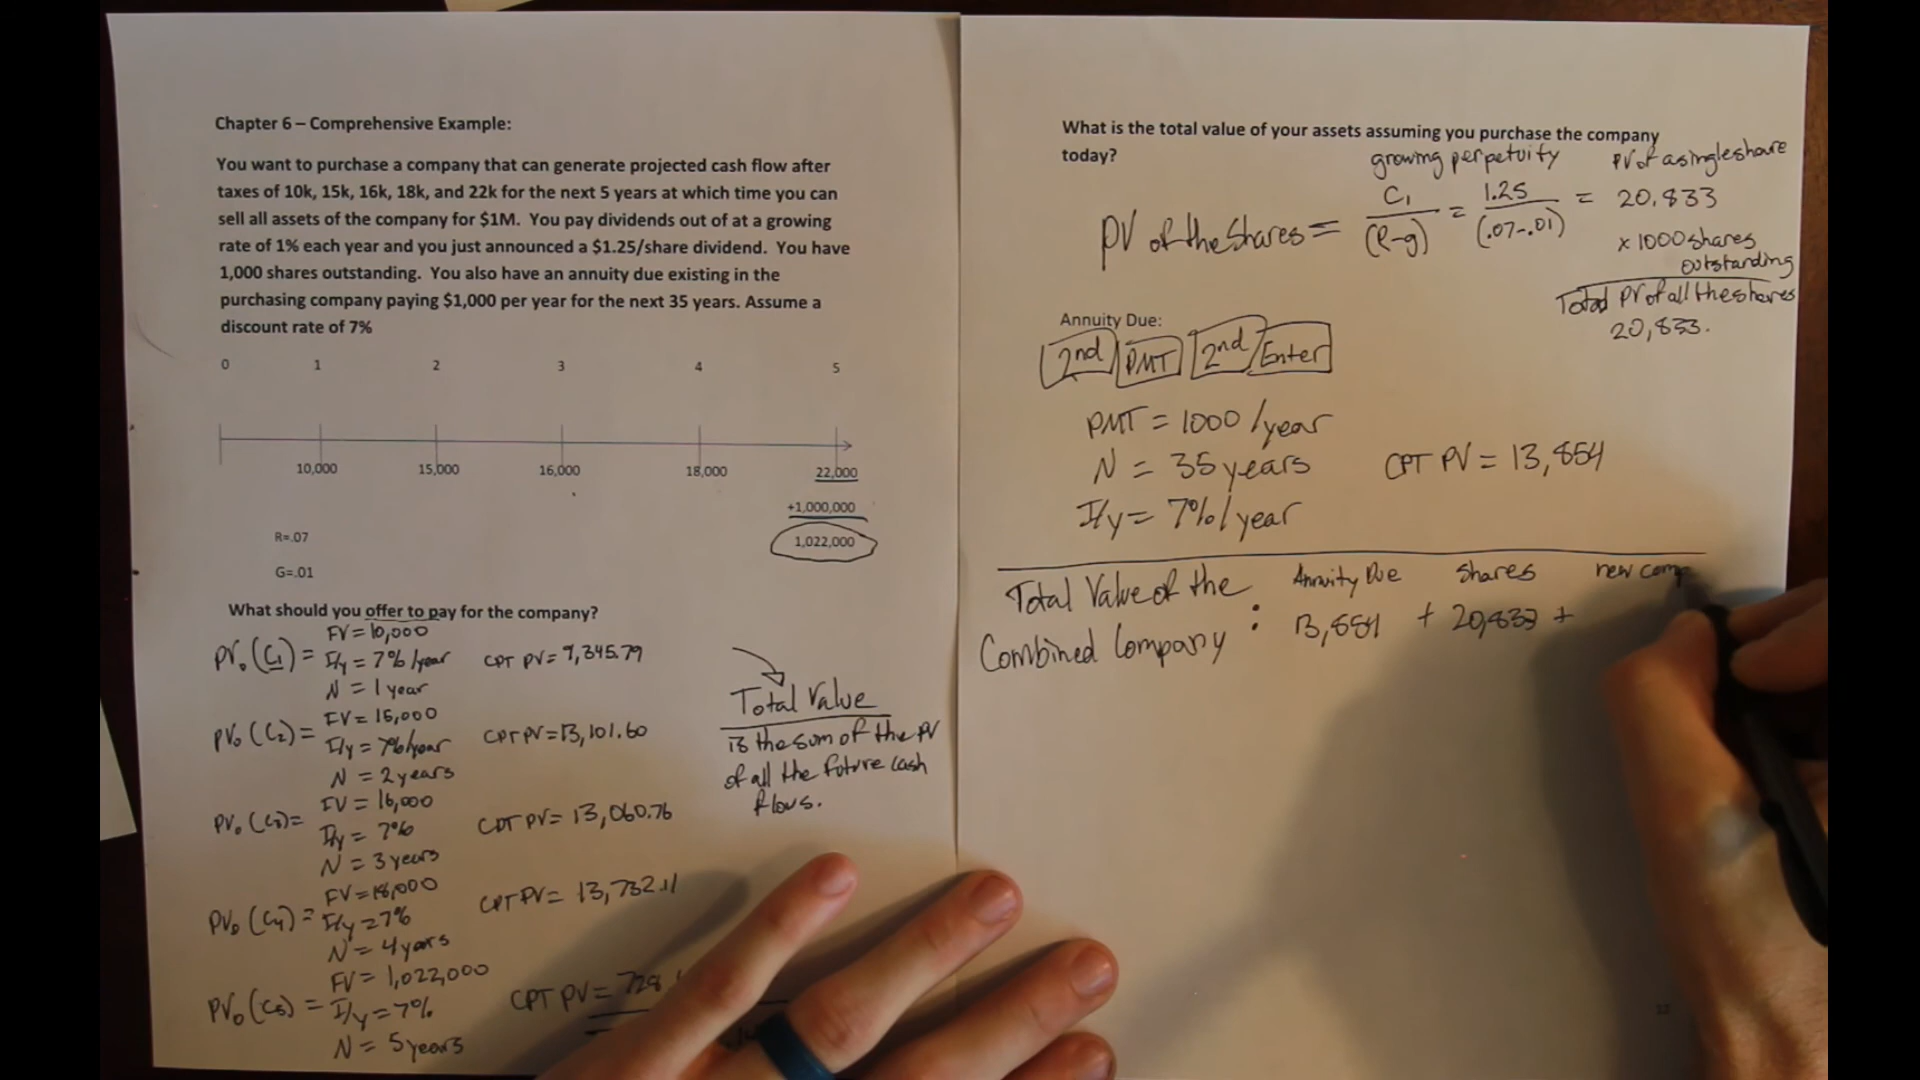 Chapter 6 – Comprehensive Example:
You want to purchase a company that can generate projected cash flow after
taxes of 10k, 15k, 16k, 18k, and 22k for the next 5 years at which time you can
sell all assets of the company for $1M.  You pay dividends out of at a growing
rate of 1% each year and you just announced a $1.25/share dividend.  You have
1,000 shares outstanding.  You also have an annuity due existing in the
purchasing company paying $1,000 per year for the next 35 years. Assume a
discount rate of 7%
0 1 2 3 4 5
10,000 15,000 16,000 18,000 22,000
+1,000,000
1,022,000
R=.07
G=.01
What should you offer to pay for the company?
FV = 10,000
PV₀ (C₁) = I/y = 7% /year CPT PV = 9,345.79
N = 1 year
FV = 15,000
PV₀ (C₂) = I/y = 7%/year CPT PV = 13,101.60
N = 2 years
FV = 16,000
PV₀ (C₃) = I/y = 7% CPT PV = 13,060.76
N = 3 years
FV = 18,000
PV₀ (C₄) = I/y = 7% CPT PV = 13,732.11
N = 4 years
FV = 1,022,000
PV₀ (C₅) = I/y = 7% CPT PV = 728,
N = 5 years
Total Value
is the sum of the PV
of all the future cash
flows.
What is the total value of your assets assuming you purchase the company
today?
growing perpetuity
PV of the Shares = C₁ / (R-g) = 1.25 / (.07-.01) =
PV of a single share
20.833
x 1000 shares
outstanding
Total PV of all the shares
20,833.
Annuity Due:
2nd PMT 2nd Enter
PMT = 1000 /year
N = 35 years CPT PV = 13,854
I/y = 7% / year
Total Value of the Annuity Due Shares new comp
Combined Company : 13,854 + 20,833 +